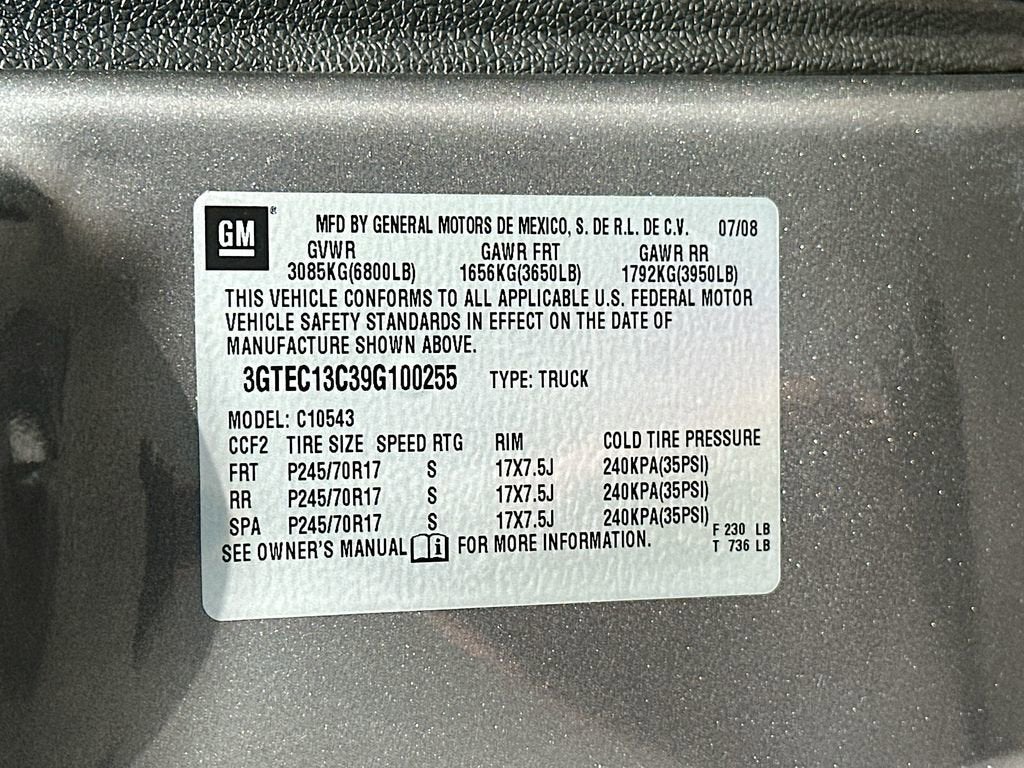 GM ® MFD BY GENERAL MOTORS DE MEXICO, S. DE R.L. DE C.V. 07/08
GVWR GAWR FRT GAWR RR
3085KG(6800LB) 1656KG(3650LB) 1792KG(3950LB)
THIS VEHICLE CONFORMS TO ALL APPLICABLE U.S. FEDERAL MOTOR
VEHICLE SAFETY STANDARDS IN EFFECT ON THE DATE OF
MANUFACTURE SHOWN ABOVE.
3GTEC13C39G100255 TYPE: TRUCK
MODEL: C10543
CCF2 TIRE SIZE SPEED RTG RIM COLD TIRE PRESSURE
FRT P245/70R17 S 17X7.5J 240KPA(35PSI)
RR P245/70R17 S 17X7.5J 240KPA(35PSI)
SPA P245/70R17 S 17X7.5J 240KPA(35PSI)
F 230 LB
SEE OWNER'S MANUAL i FOR MORE INFORMATION.
T 736 LB